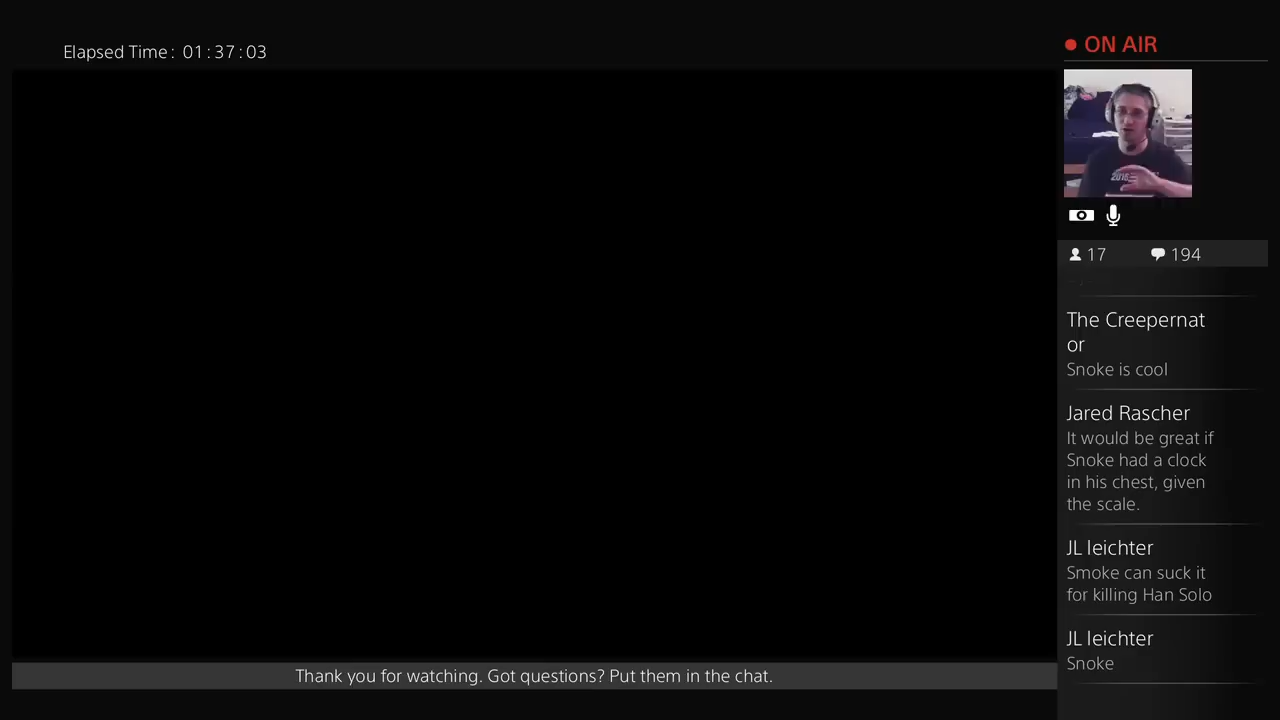 Elapsed Time: 01:37:03
ON AIR
17 194
The Creepernat
or
Snoke is cool
Jared Rascher
It would be great if
Snoke had a clock
in his chest, given
the scale.
JL leichter
Smoke can suck it
for killing Han Solo
JL leichter
Snoke
Thank you for watching. Got questions? Put them in the chat.